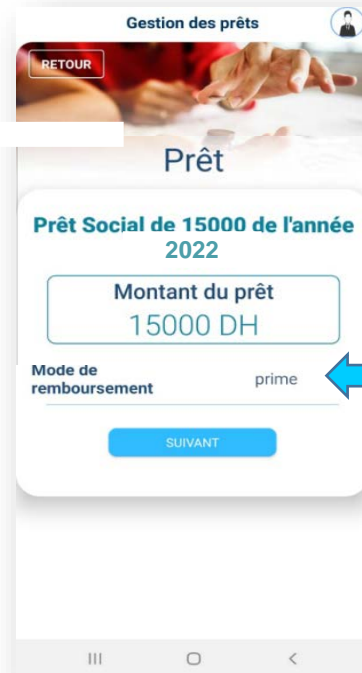 Gestion des prêts
RETOUR
Prêt
Prêt Social de 15000 de l'année
2022
Montant du prêt
15000 DH
Mode de remboursement prime
SUIVANT